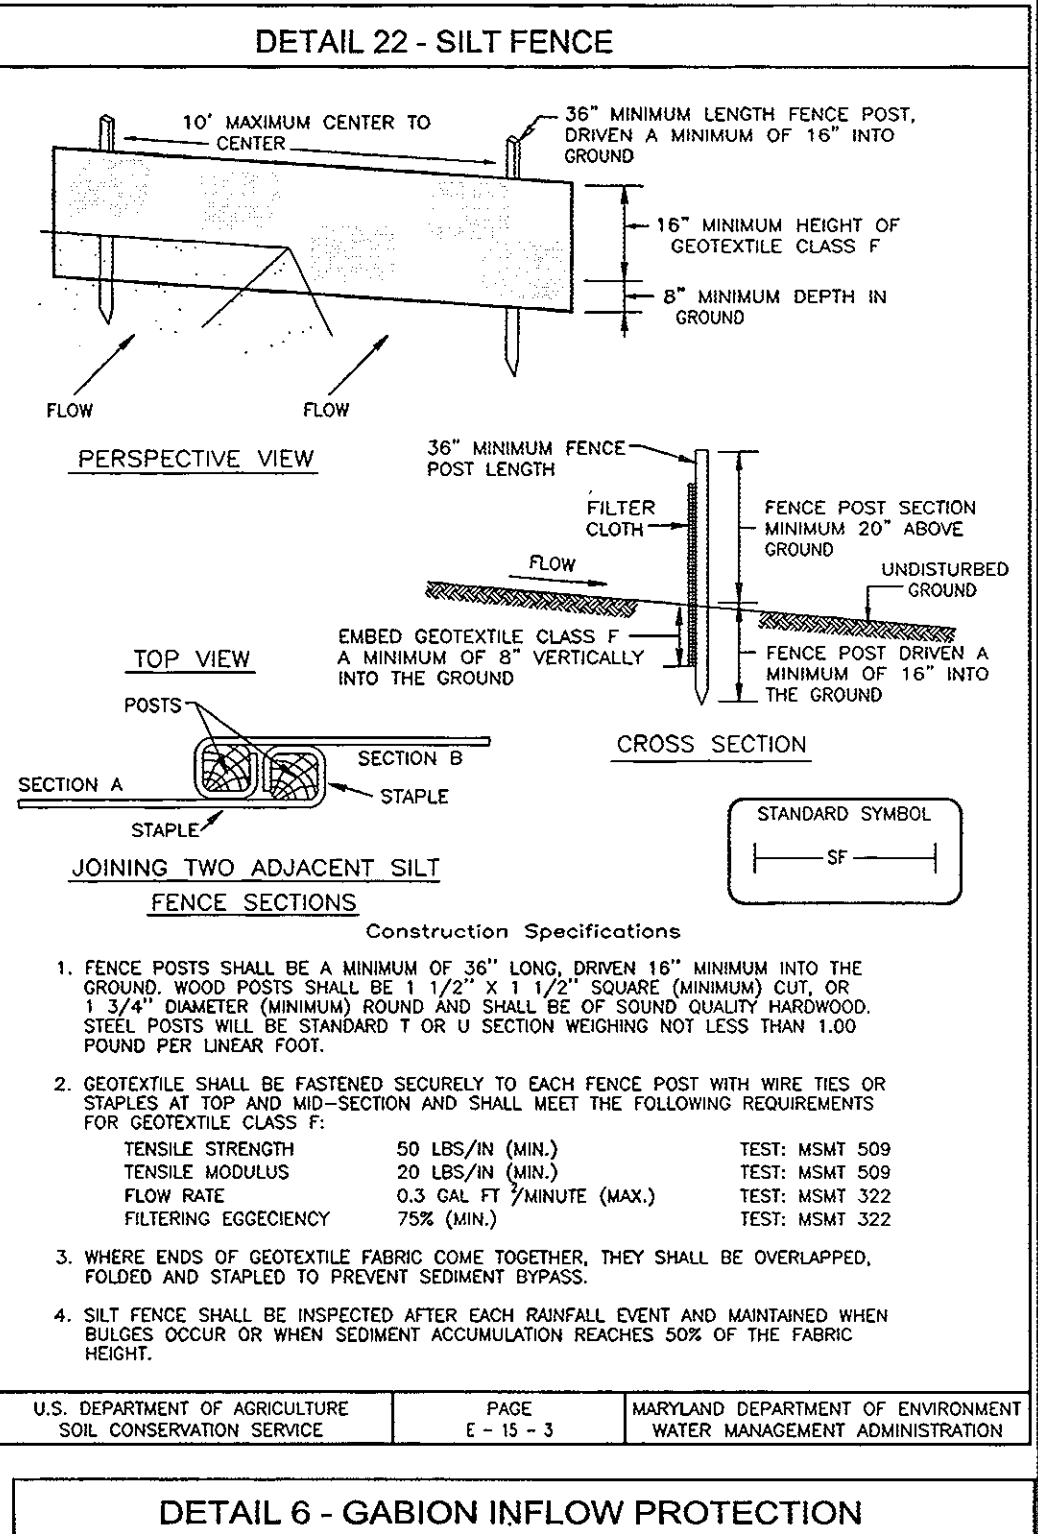 DETAIL 22 - SILT FENCE
10' MAXIMUM CENTER TO
CENTER
36" MINIMUM LENGTH FENCE POST,
DRIVEN A MINIMUM OF 16" INTO
GROUND
16" MINIMUM HEIGHT OF
GEOTEXTILE CLASS F
8" MINIMUM DEPTH IN
GROUND
FLOW
FLOW
PERSPECTIVE VIEW
36" MINIMUM FENCE
POST LENGTH
FILTER
CLOTH
FENCE POST SECTION
MINIMUM 20" ABOVE
GROUND
FLOW
UNDISTURBED
GROUND
EMBED GEOTEXTILE CLASS F
A MINIMUM OF 8" VERTICALLY
INTO THE GROUND
FENCE POST DRIVEN A
MINIMUM OF 16" INTO
THE GROUND
CROSS SECTION
TOP VIEW
POSTS
SECTION B
SECTION A
STAPLE
STAPLE
JOINING TWO ADJACENT SILT
FENCE SECTIONS
STANDARD SYMBOL
SF
Construction Specifications
1. FENCE POSTS SHALL BE A MINIMUM OF 36" LONG, DRIVEN 16" MINIMUM INTO THE
GROUND. WOOD POSTS SHALL BE 1 1/2" X 1 1/2" SQUARE (MINIMUM) CUT, OR
1 3/4" DIAMETER (MINIMUM) ROUND AND SHALL BE OF SOUND QUALITY HARDWOOD.
STEEL POSTS WILL BE STANDARD T OR U SECTION WEIGHING NOT LESS THAN 1.00
POUND PER LINEAR FOOT.
2. GEOTEXTILE SHALL BE FASTENED SECURELY TO EACH FENCE POST WITH WIRE TIES OR
STAPLES AT TOP AND MID-SECTION AND SHALL MEET THE FOLLOWING REQUIREMENTS
FOR GEOTEXTILE CLASS F:
TENSILE STRENGTH 50 LBS/IN (MIN.) TEST: MSMT 509
TENSILE MODULUS 20 LBS/IN (MIN.) TEST: MSMT 509
FLOW RATE 0.3 GAL FT ²/MINUTE (MAX.) TEST: MSMT 322
FILTERING EGGECIENCY 75% (MIN.) TEST: MSMT 322
3. WHERE ENDS OF GEOTEXTILE FABRIC COME TOGETHER, THEY SHALL BE OVERLAPPED,
FOLDED AND STAPLED TO PREVENT SEDIMENT BYPASS.
4. SILT FENCE SHALL BE INSPECTED AFTER EACH RAINFALL EVENT AND MAINTAINED WHEN
BULGES OCCUR OR WHEN SEDIMENT ACCUMULATION REACHES 50% OF THE FABRIC
HEIGHT.
U.S. DEPARTMENT OF AGRICULTURE
SOIL CONSERVATION SERVICE
PAGE
E - 15 - 3
MARYLAND DEPARTMENT OF ENVIRONMENT
WATER MANAGEMENT ADMINISTRATION
DETAIL 6 - GABION INFLOW PROTECTION